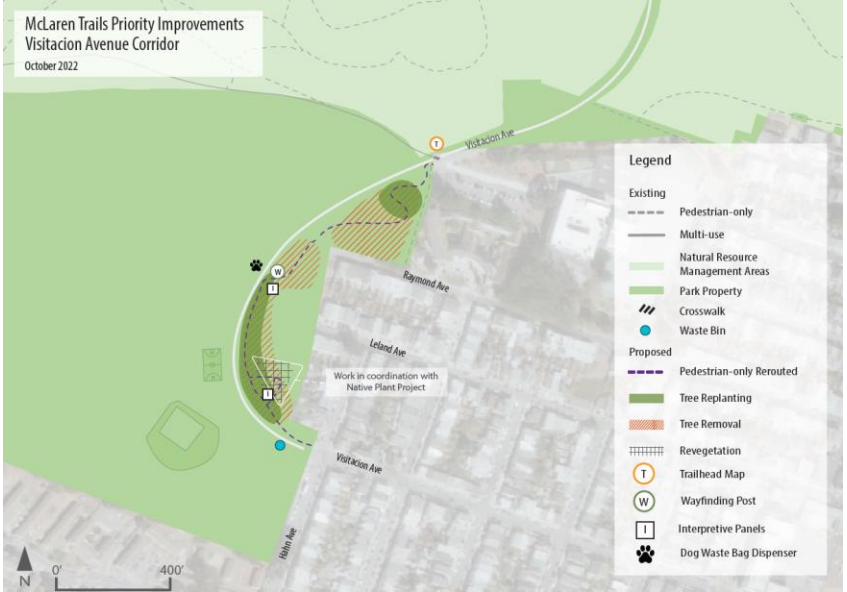 McLaren Trails Priority Improvements
Visitacion Avenue Corridor
October 2022
T
Visitacion Ave
W
I
Raymond Ave
Leland Ave
Work in coordination with
Native Plant Project
I
Visitacion Ave
Hahn Ave
N
0'
400'
Legend
Existing
Pedestrian-only
Multi-use
Natural Resource
Management Areas
Park Property
Crosswalk
Waste Bin
Proposed
Pedestrian-only Rerouted
Tree Replanting
Tree Removal
Revegetation
T Trailhead Map
W Wayfinding Post
I Interpretive Panels
Dog Waste Bag Dispenser